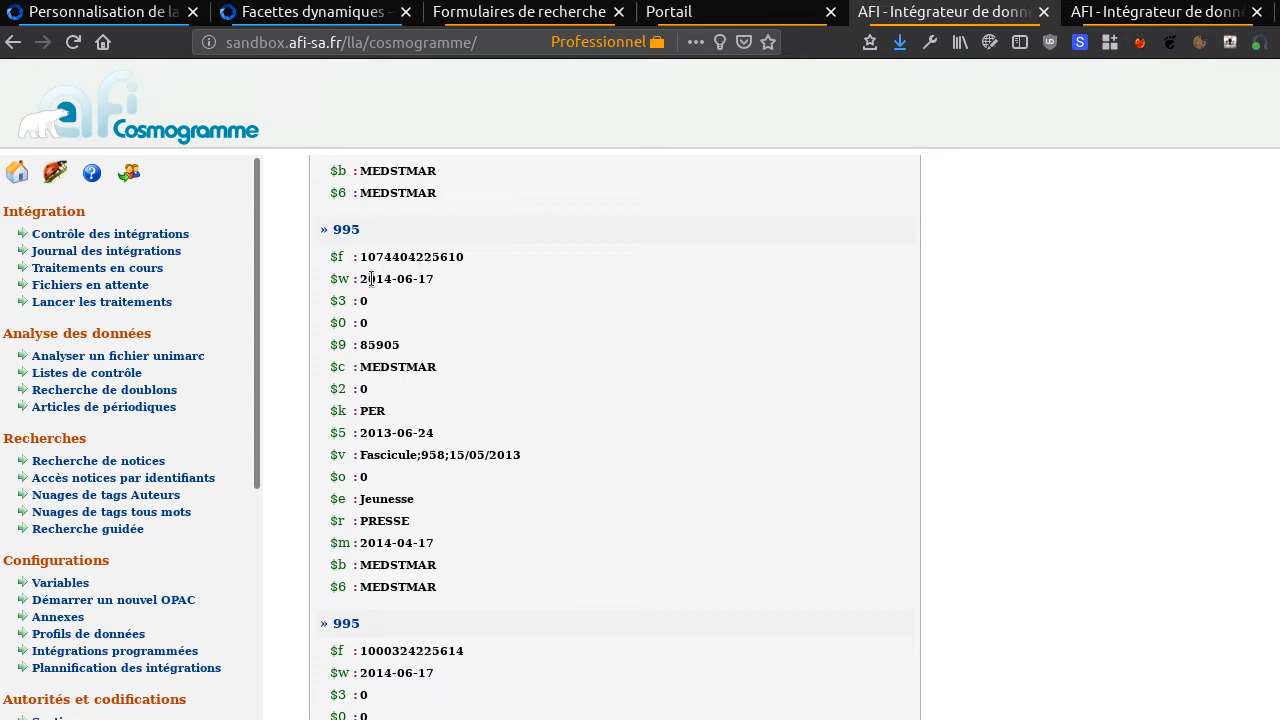 Personnalisation de la
Facettes dynamiques -
Formulaires de recherche
Portail
AFI - Intégrateur de donn
AFI - Intégrateur de donn
sandbox.afi-sa.fr/lla/cosmogramme/
Professionnel
afi
Cosmogramme
Intégration
Contrôle des intégrations
Journal des intégrations
Traitements en cours
Fichiers en attente
Lancer les traitements
Analyse des données
Analyser un fichier unimarc
Listes de contrôle
Recherche de doublons
Articles de périodiques
Recherches
Recherche de notices
Accès notices par identifiants
Nuages de tags Auteurs
Nuages de tags tous mots
Recherche guidée
Configurations
Variables
Démarrer un nouvel OPAC
Annexes
Profils de données
Intégrations programmées
Plannification des intégrations
Autorités et codifications
$b : MEDSTMAR
$6 : MEDSTMAR
» 995
$f : 1074404225610
$w : 2014-06-17
$3 : 0
$0 : 0
$9 : 85905
$c : MEDSTMAR
$2 : 0
$k : PER
$5 : 2013-06-24
$v : Fascicule;958;15/05/2013
$o : 0
$e : Jeunesse
$r : PRESSE
$m : 2014-04-17
$b : MEDSTMAR
$6 : MEDSTMAR
» 995
$f : 1000324225614
$w : 2014-06-17
$3 : 0
$0 : 0